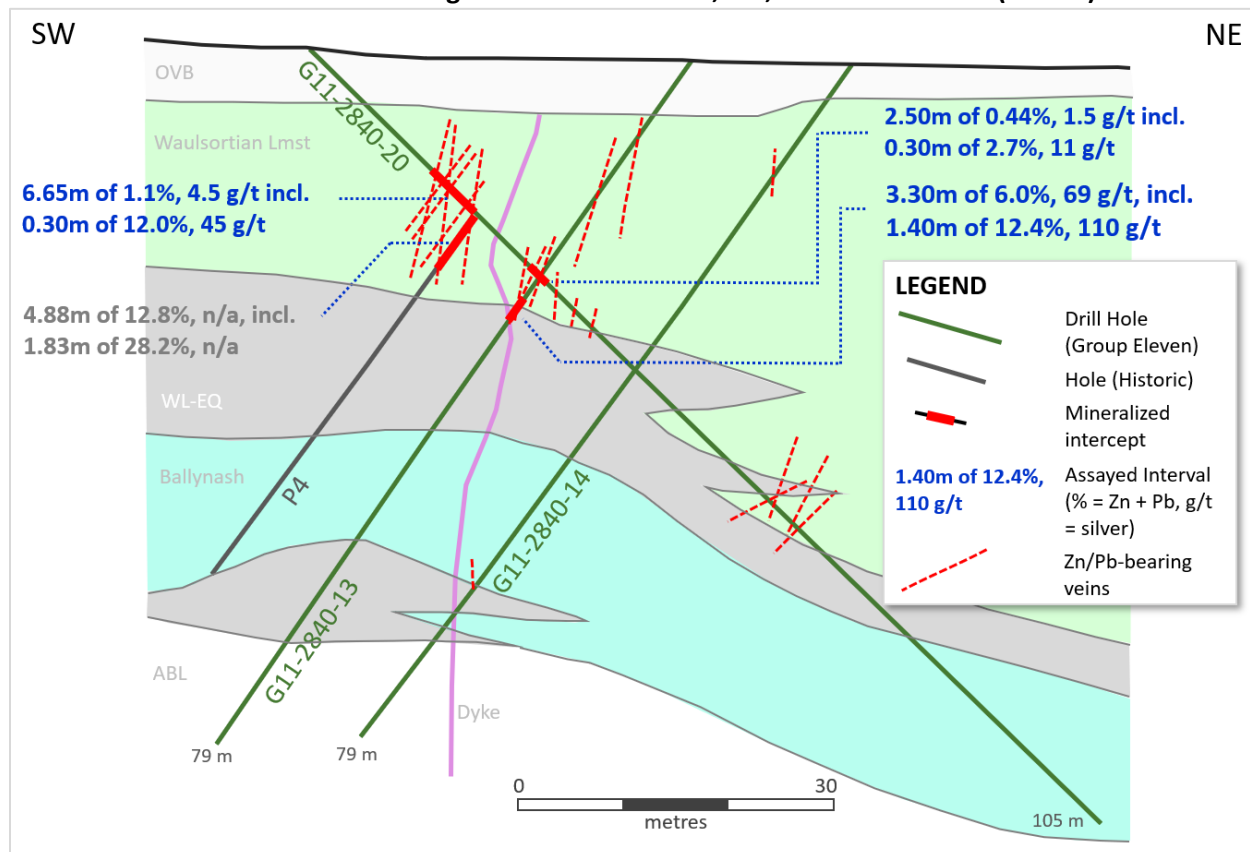 SW
NE
OVB
G11-2840-20
Waulsortian Lmst
2.50m of 0.44%, 1.5 g/t incl.
0.30m of 2.7%, 11 g/t
6.65m of 1.1%, 4.5 g/t incl.
0.30m of 12.0%, 45 g/t
3.30m of 6.0%, 69 g/t, incl.
1.40m of 12.4%, 110 g/t
4.88m of 12.8%, n/a, incl.
1.83m of 28.2%, n/a
LEGEND
Drill Hole
(Group Eleven)
Hole (Historic)
Mineralized
intercept
1.40m of 12.4%,
110 g/t
Assayed Interval
(% = Zn + Pb, g/t
= silver)
Zn/Pb-bearing
veins
WL-EQ
Ballynash
P4
G11-2840-14
G11-2840-13
ABL
Dyke
79 m
79 m
0
30
metres
105 m